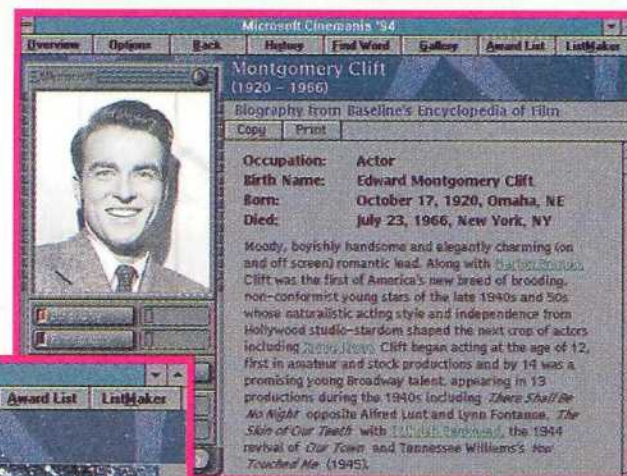 Microsoft Cinemania '94
Overview Options Back History Find Word Gallery Award List ListMaker
Montgomery Clift
(1920 – 1966)
Biography from Baseline's Encyclopedia of Film
Copy Print
Occupation: Actor
Birth Name: Edward Montgomery Clift
Born: October 17, 1920, Omaha, NE
Died: July 23, 1966, New York, NY
Moody, boyishly handsome and elegantly charming (on
and off screen) romantic lead. Along with Marlon Brando,
Clift was the first of America's new breed of brooding,
non-conformist young stars of the late 1940s and 50s
whose naturalistic acting style and independence from
Hollywood studio-stardom shaped the next crop of actors
including James Dean. Clift began acting at the age of 12,
first in amateur and stock productions and by 14 was a
promising young Broadway talent, appearing in 13
productions during the 1940s including There Shall Be
No Night opposite Alfred Lunt and Lynn Fontanne, The
Skin of Our Teeth with Tallulah Bankhead, the 1944
revival of Our Town and Tennessee Williams's You
Touched Me (1945).
Award List ListMaker